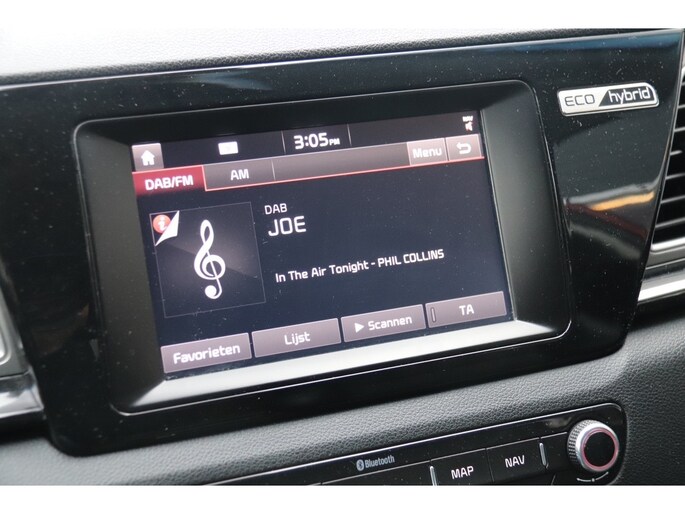 ECO hybrid
3:05PM
Menu
DAB/FM AM
DAB
JOE
In The Air Tonight - PHIL COLLINS
Favorieten Lijst Scannen TA
Bluetooth
MAP NAV